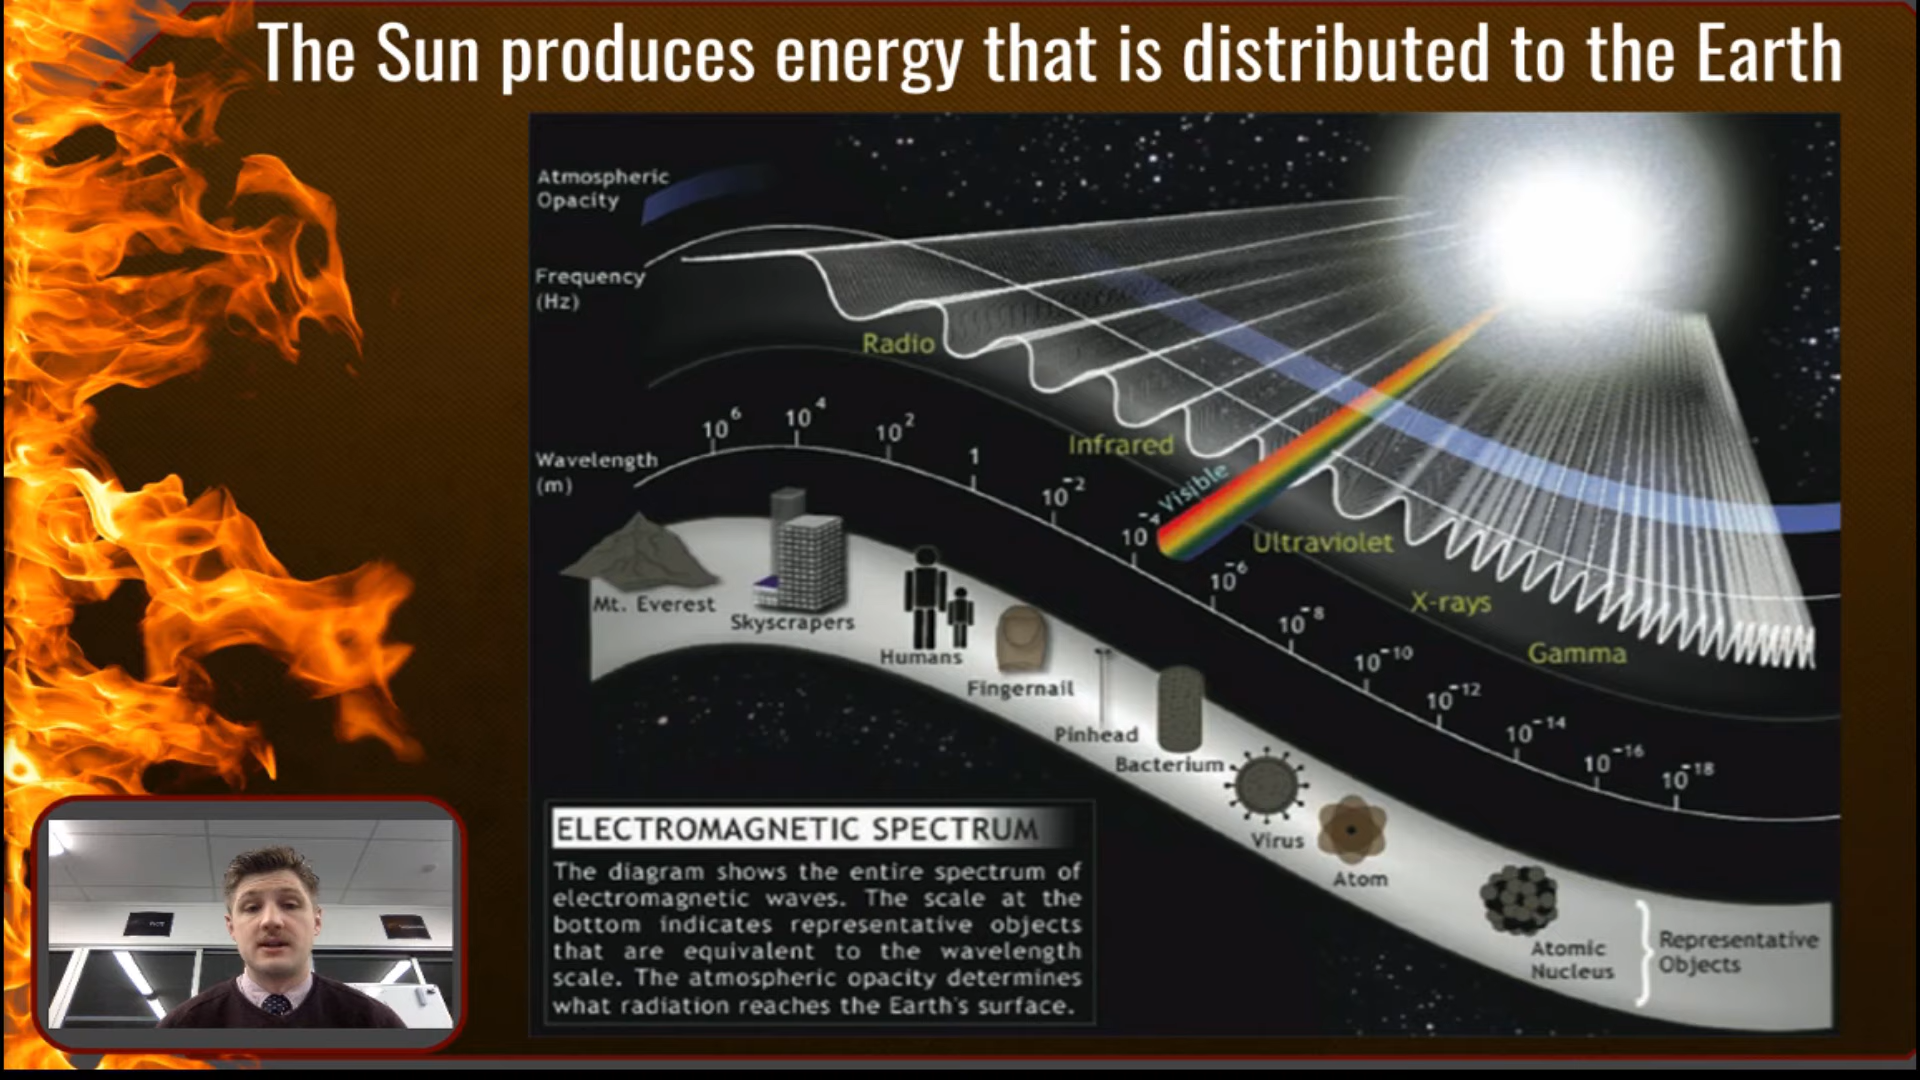 The Sun produces energy that is distributed to the Earth
Atmospheric
Opacity
Frequency
(Hz)
Radio
Infrared
Visible
Ultraviolet
X-rays
Gamma
Wavelength
(m)
10⁶
10⁴
10²
1
10⁻²
10⁻⁴
10⁻⁶
10⁻⁸
10⁻¹⁰
10⁻¹²
10⁻¹⁴
10⁻¹⁶
10⁻¹⁸
Mt. Everest
Skyscrapers
Humans
Fingernail
Pinhead
Bacterium
Virus
Atom
Atomic
Nucleus
Representative
Objects
ELECTROMAGNETIC SPECTRUM
The diagram shows the entire spectrum of
electromagnetic waves. The scale at the
bottom indicates representative objects
that are equivalent to the wavelength
scale. The atmospheric opacity determines
what radiation reaches the Earth's surface.